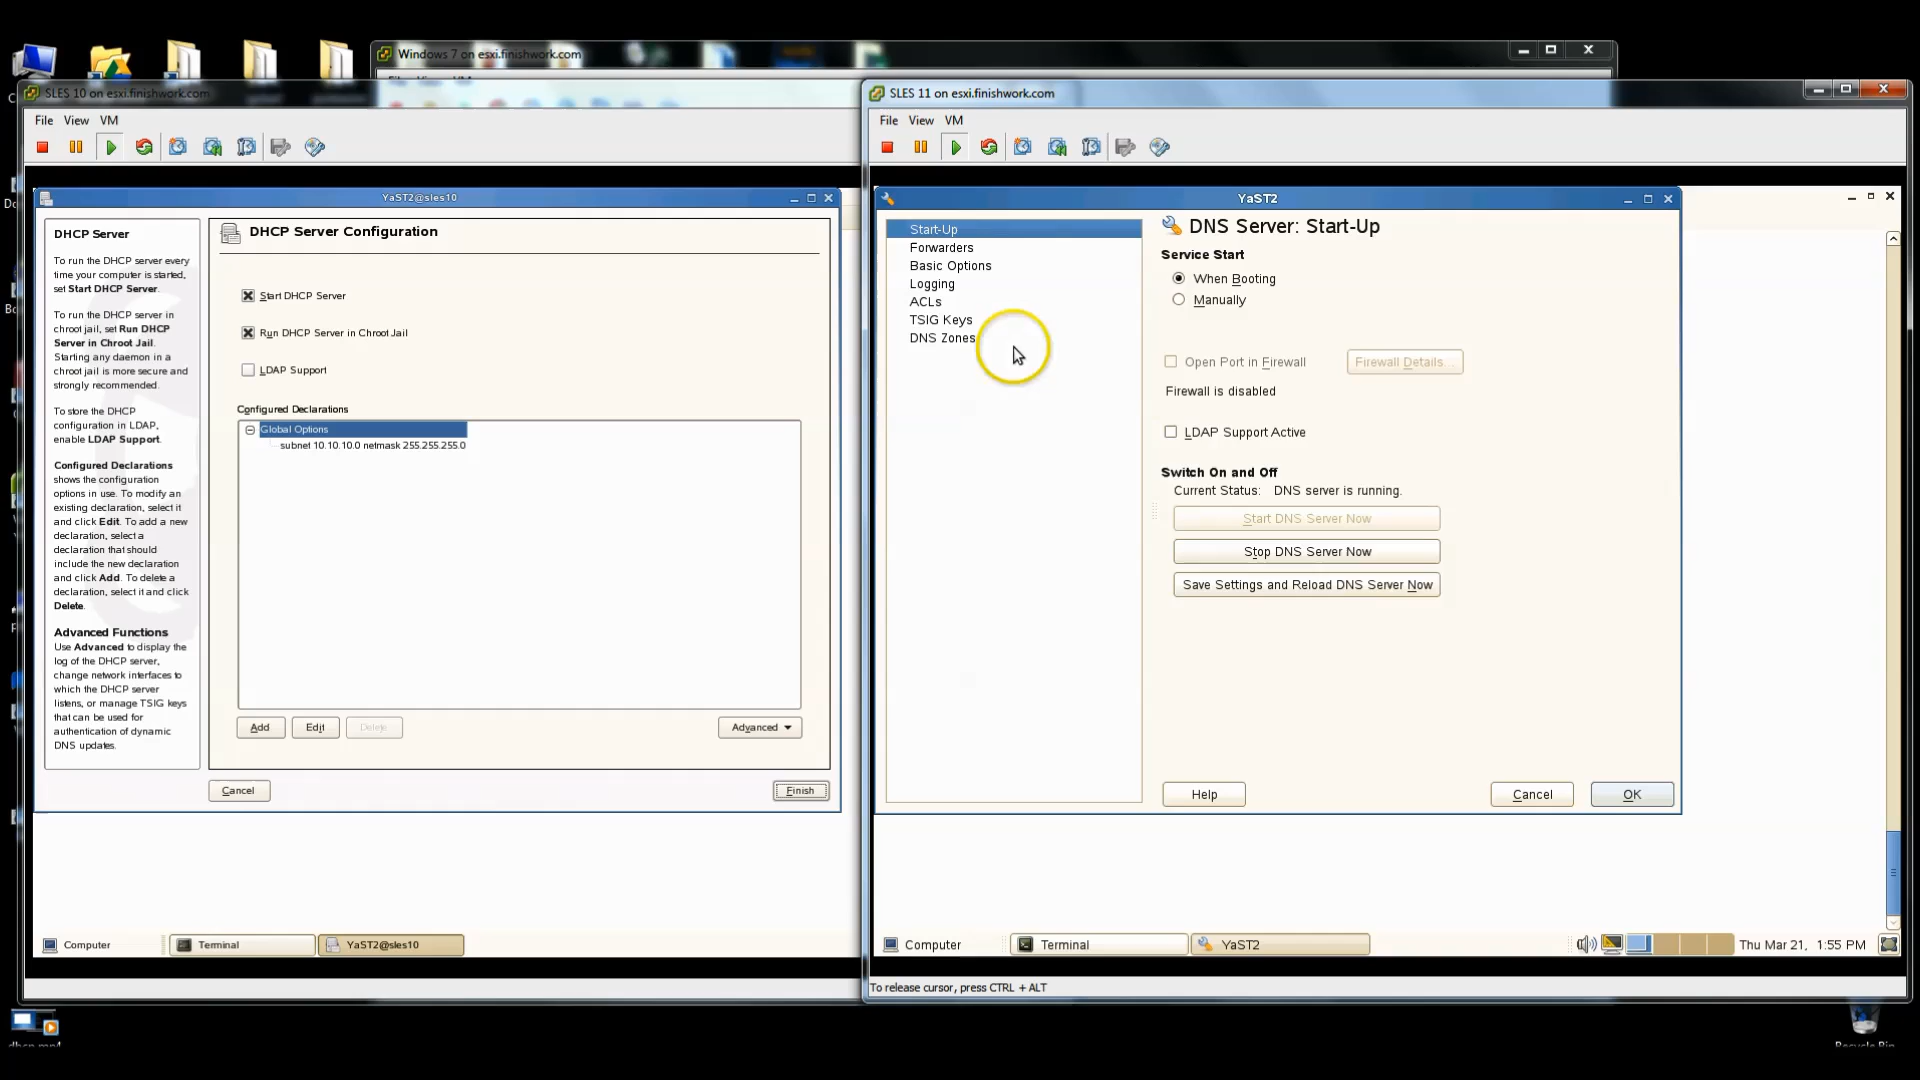 Windows 7 on esxi.finishwork.com
SLES 10 on esxi.finishwork.com
File View VM
YaST2@sles10
DHCP Server
To run the DHCP server every
time your computer is started,
set Start DHCP Server.
To run the DHCP server in
chroot jail, set Run DHCP
Server in Chroot Jail.
Starting any daemon in a
chroot jail is more secure and
strongly recommended.
To store the DHCP
configuration in LDAP,
enable LDAP Support.
Configured Declarations
shows the configuration
options in use. To modify an
existing declaration, select it
and click Edit. To add a new
declaration, select a
declaration that should
include the new declaration
and click Add. To delete a
declaration, select it and click
Delete.
Advanced Functions
Use Advanced to display the
log of the DHCP server,
change network interfaces to
which the DHCP server
listens, or manage TSIG keys
that can be used for
authentication of dynamic
DNS updates.
DHCP Server Configuration
Start DHCP Server
Run DHCP Server in Chroot Jail
LDAP Support
Configured Declarations
Global Options
subnet 10.10.10.0 netmask 255.255.255.0
Add Edit Delete Advanced
Cancel Finish
Computer Terminal YaST2@sles10
SLES 11 on esxi.finishwork.com
File View VM
YaST2
Start-Up
Forwarders
Basic Options
Logging
ACLs
TSIG Keys
DNS Zones
DNS Server: Start-Up
Service Start
When Booting
Manually
Open Port in Firewall Firewall Details...
Firewall is disabled
LDAP Support Active
Switch On and Off
Current Status: DNS server is running.
Start DNS Server Now
Stop DNS Server Now
Save Settings and Reload DNS Server Now
Help Cancel OK
Computer Terminal YaST2 Thu Mar 21, 1:55 PM
To release cursor, press CTRL + ALT
Recycle Bin